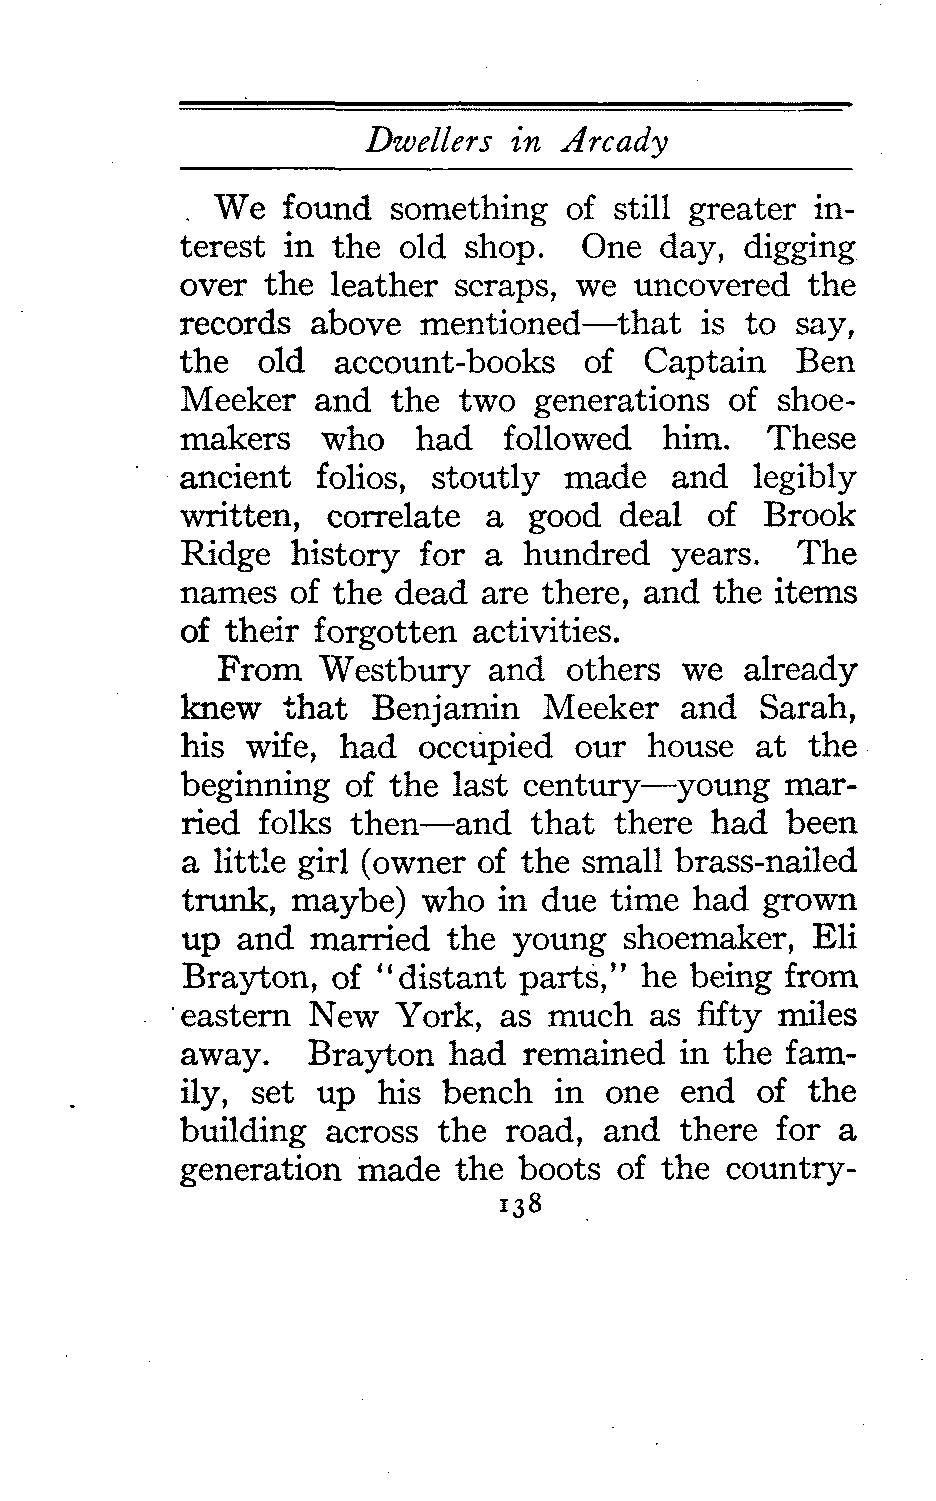 Dwellers in Arcady
We found something of still greater in-
terest in the old shop. One day, digging
over the leather scraps, we uncovered the
records above mentioned—that is to say,
the old account-books of Captain Ben
Meeker and the two generations of shoe-
makers who had followed him. These
ancient folios, stoutly made and legibly
written, correlate a good deal of Brook
Ridge history for a hundred years. The
names of the dead are there, and the items
of their forgotten activities.
From Westbury and others we already
knew that Benjamin Meeker and Sarah,
his wife, had occupied our house at the
beginning of the last century—young mar-
ried folks then—and that there had been
a little girl (owner of the small brass-nailed
trunk, maybe) who in due time had grown
up and married the young shoemaker, Eli
Brayton, of "distant parts," he being from
eastern New York, as much as fifty miles
away. Brayton had remained in the fam-
ily, set up his bench in one end of the
building across the road, and there for a
generation made the boots of the country-
138